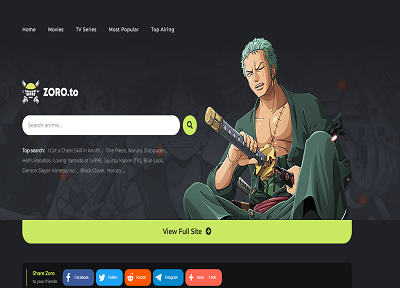 Home Movies TV Series Most Popular Top Airing
ZORO.to
Search anime...
Top search: I Got a Cheat Skill in Anoth... One Piece, Naruto: Shippuden,
Hell's Paradise, Loving Yamada at Lv999, Jujutsu Kaisen (TV), Blue Lock,
Demon Slayer: Kimetsu no ... Black Clover, Naruto...
View Full Site
Share Zoro
to your friends
Facebook Twitter Reddit Telegram